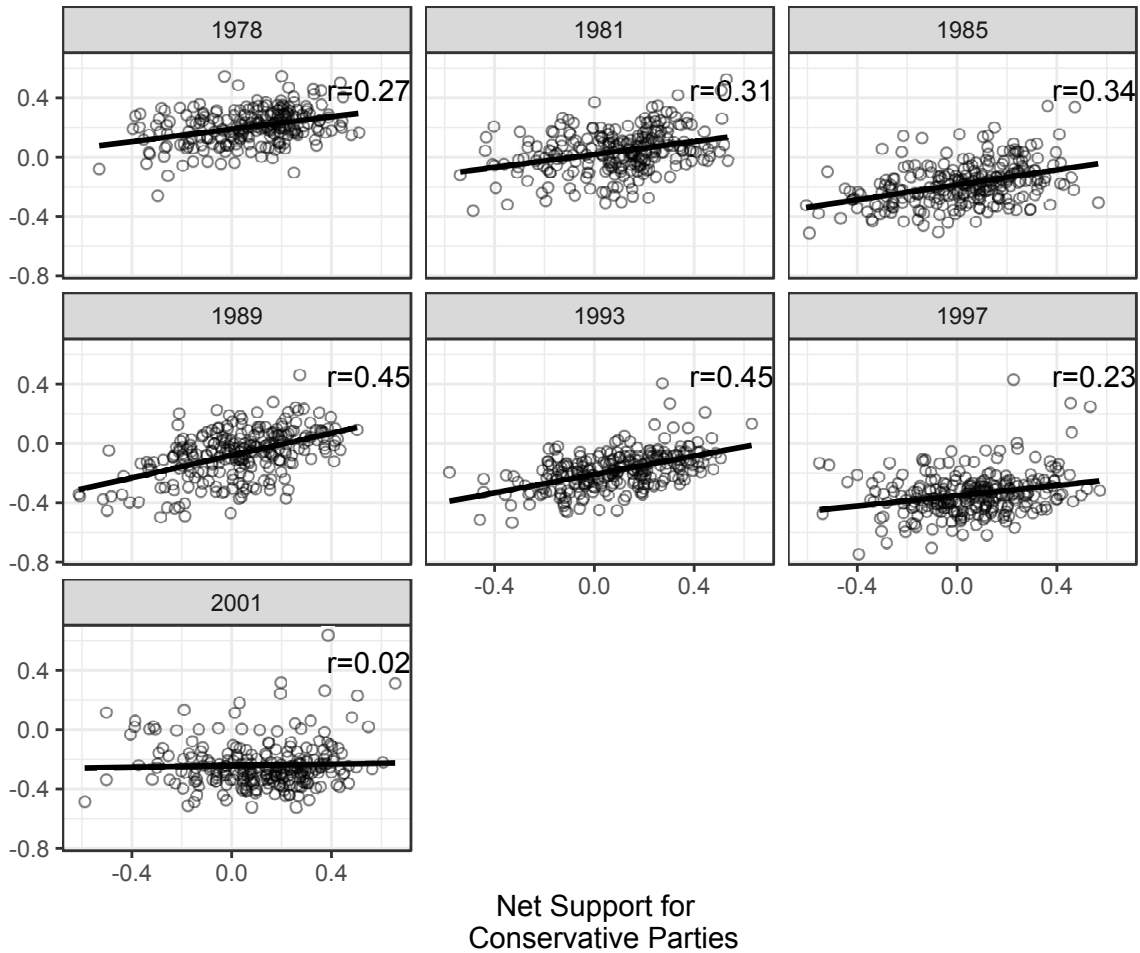 1978
1981
1985
r=0.27
r=0.31
r=0.34
0.4
0.0
-0.4
-0.8
1989
1993
1997
r=0.45
r=0.45
r=0.23
0.4
0.0
-0.4
-0.8
-0.4 0.0 0.4
-0.4 0.0 0.4
2001
r=0.02
0.4
0.0
-0.4
-0.8
-0.4 0.0 0.4
Net Support for
Conservative Parties